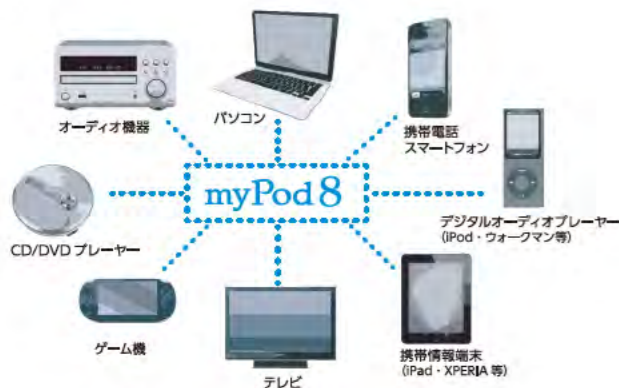 オーディオ機器
パソコン
携帯電話
スマートフォン
myPod 8
CD/DVD プレーヤー
デジタルオーディオプレーヤー
(iPod・ウォークマン等)
ゲーム機
テレビ
携帯情報端末
(iPad・XPERIA 等)